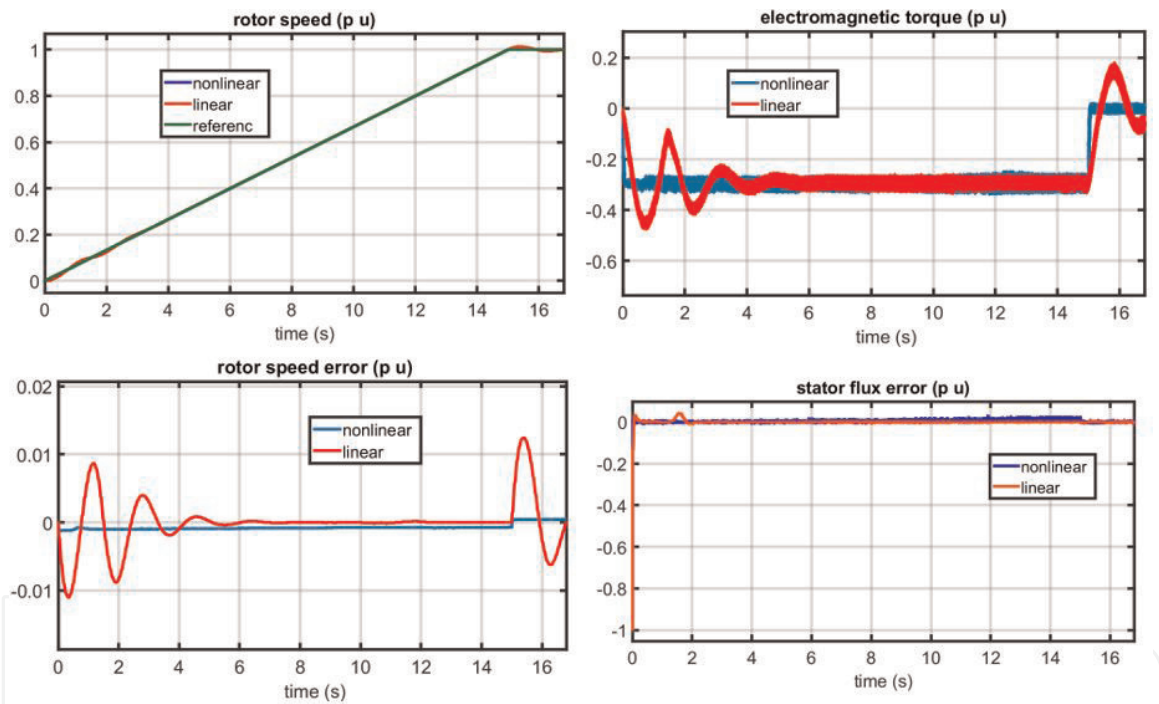 rotor speed (p u)
1
0.8
0.6
0.4
0.2
0
nonlinear
linear
referenc
0 2 4 6 8 10 12 14 16
time (s)
electromagnetic torque (p u)
0.2
0
-0.2
-0.4
-0.6
nonlinear
linear
0 2 4 6 8 10 12 14 16
time (s)
rotor speed error (p u)
0.02
0.01
0
-0.01
nonlinear
linear
0 2 4 6 8 10 12 14 16
time (s)
stator flux error (p u)
0
-0.2
-0.4
-0.6
-0.8
-1
nonlinear
linear
0 2 4 6 8 10 12 14 16
time (s)